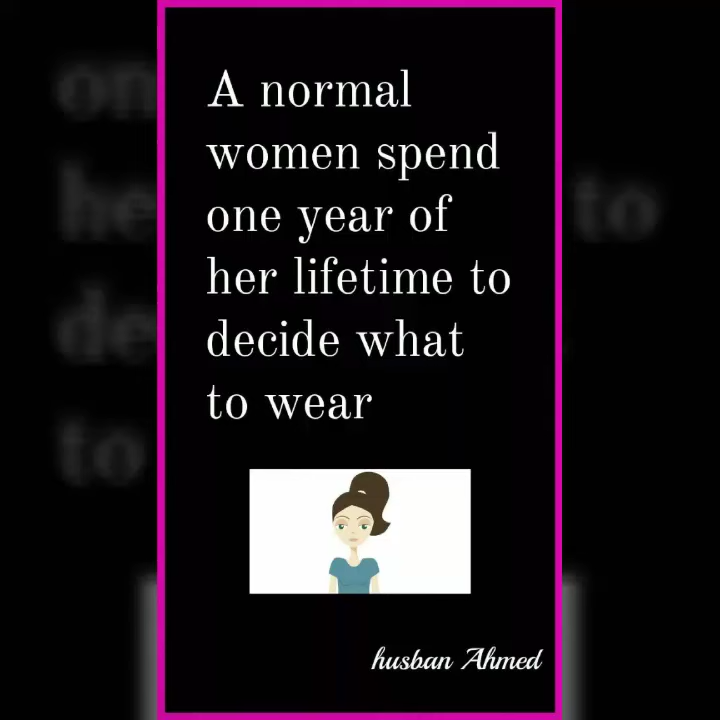 A normal
women spend
one year of
her lifetime to
decide what
to wear
husban Ahmed